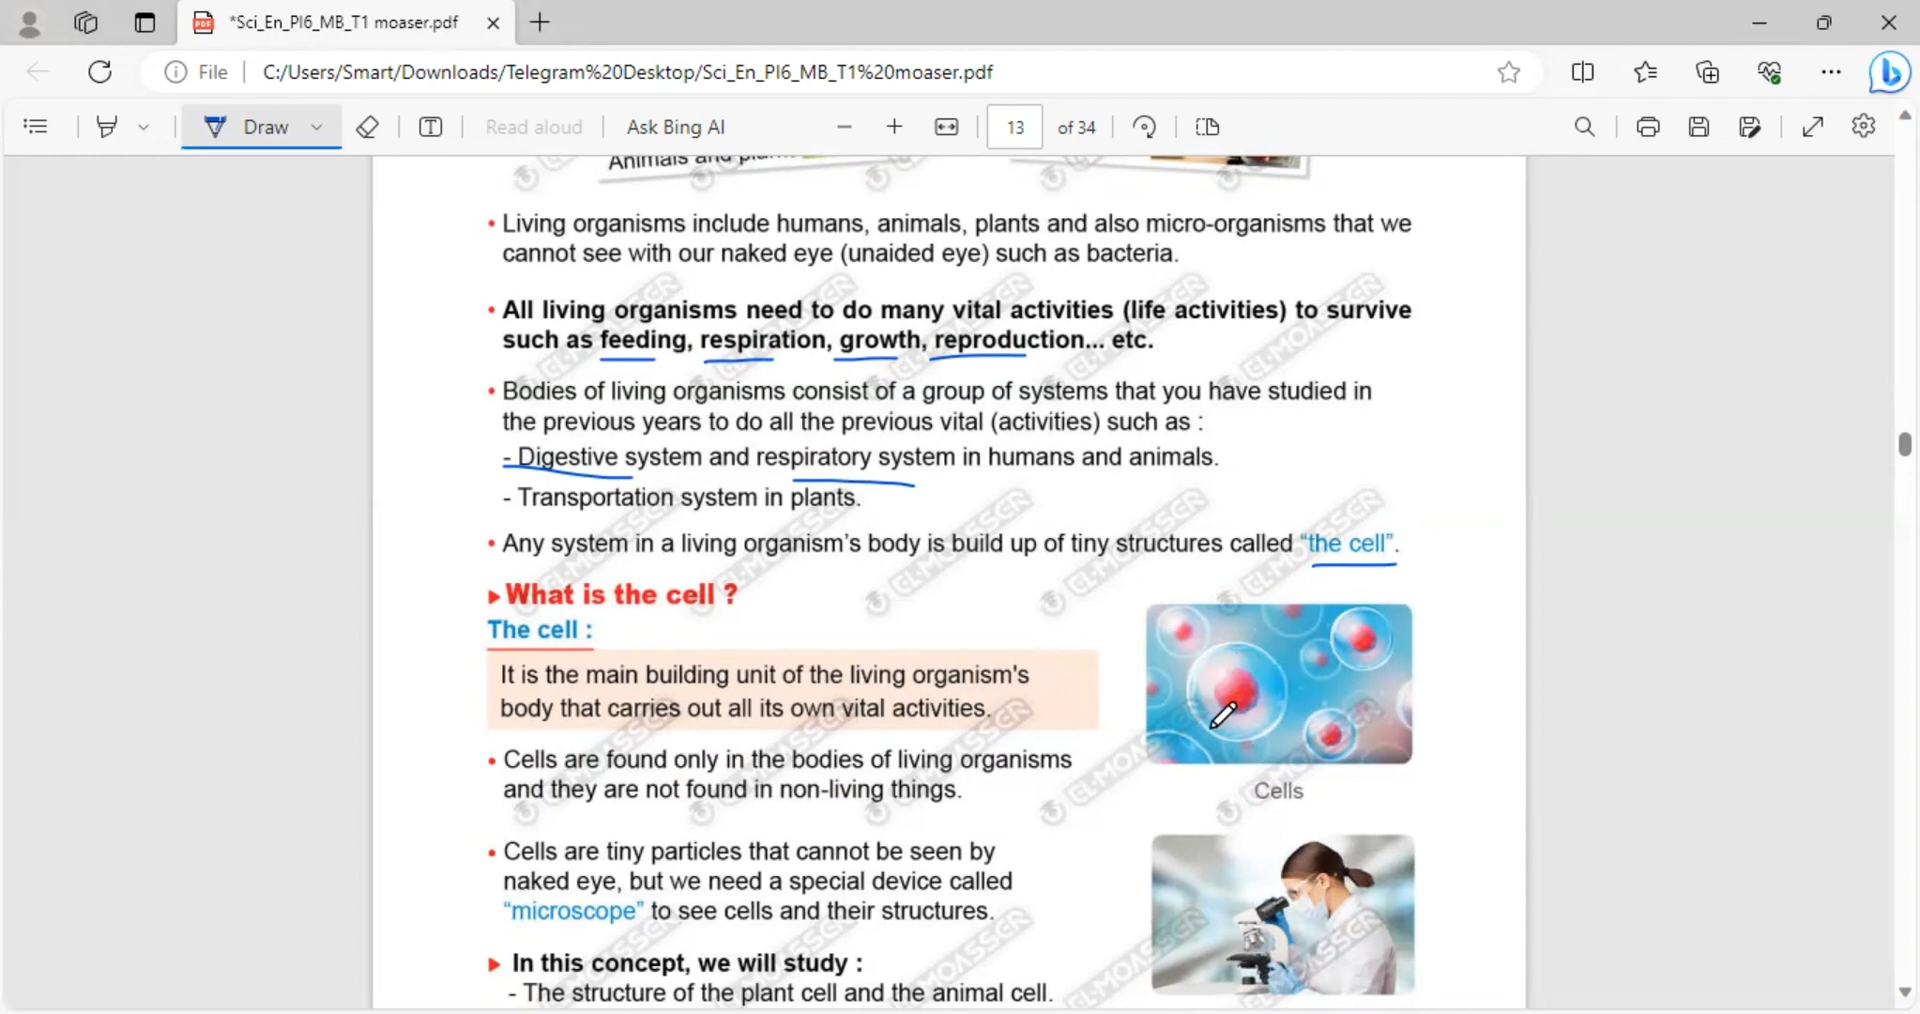 *Sci_En_PI6_MB_T1 moaser.pdf
File
C:/Users/Smart/Downloads/Telegram%20Desktop/Sci_En_PI6_MB_T1%20moaser.pdf
Draw
Read aloud
Ask Bing AI
13 of 34
Animals and plants
• Living organisms include humans, animals, plants and also micro-organisms that we
cannot see with our naked eye (unaided eye) such as bacteria.
• All living organisms need to do many vital activities (life activities) to survive
such as feeding, respiration, growth, reproduction... etc.
• Bodies of living organisms consist of a group of systems that you have studied in
the previous years to do all the previous vital (activities) such as :
- Digestive system and respiratory system in humans and animals.
- Transportation system in plants.
• Any system in a living organism's body is build up of tiny structures called “the cell”.
What is the cell ?
The cell :
It is the main building unit of the living organism's
body that carries out all its own vital activities.
• Cells are found only in the bodies of living organisms
and they are not found in non-living things.
Cells
• Cells are tiny particles that cannot be seen by
naked eye, but we need a special device called
“microscope” to see cells and their structures.
In this concept, we will study :
- The structure of the plant cell and the animal cell.